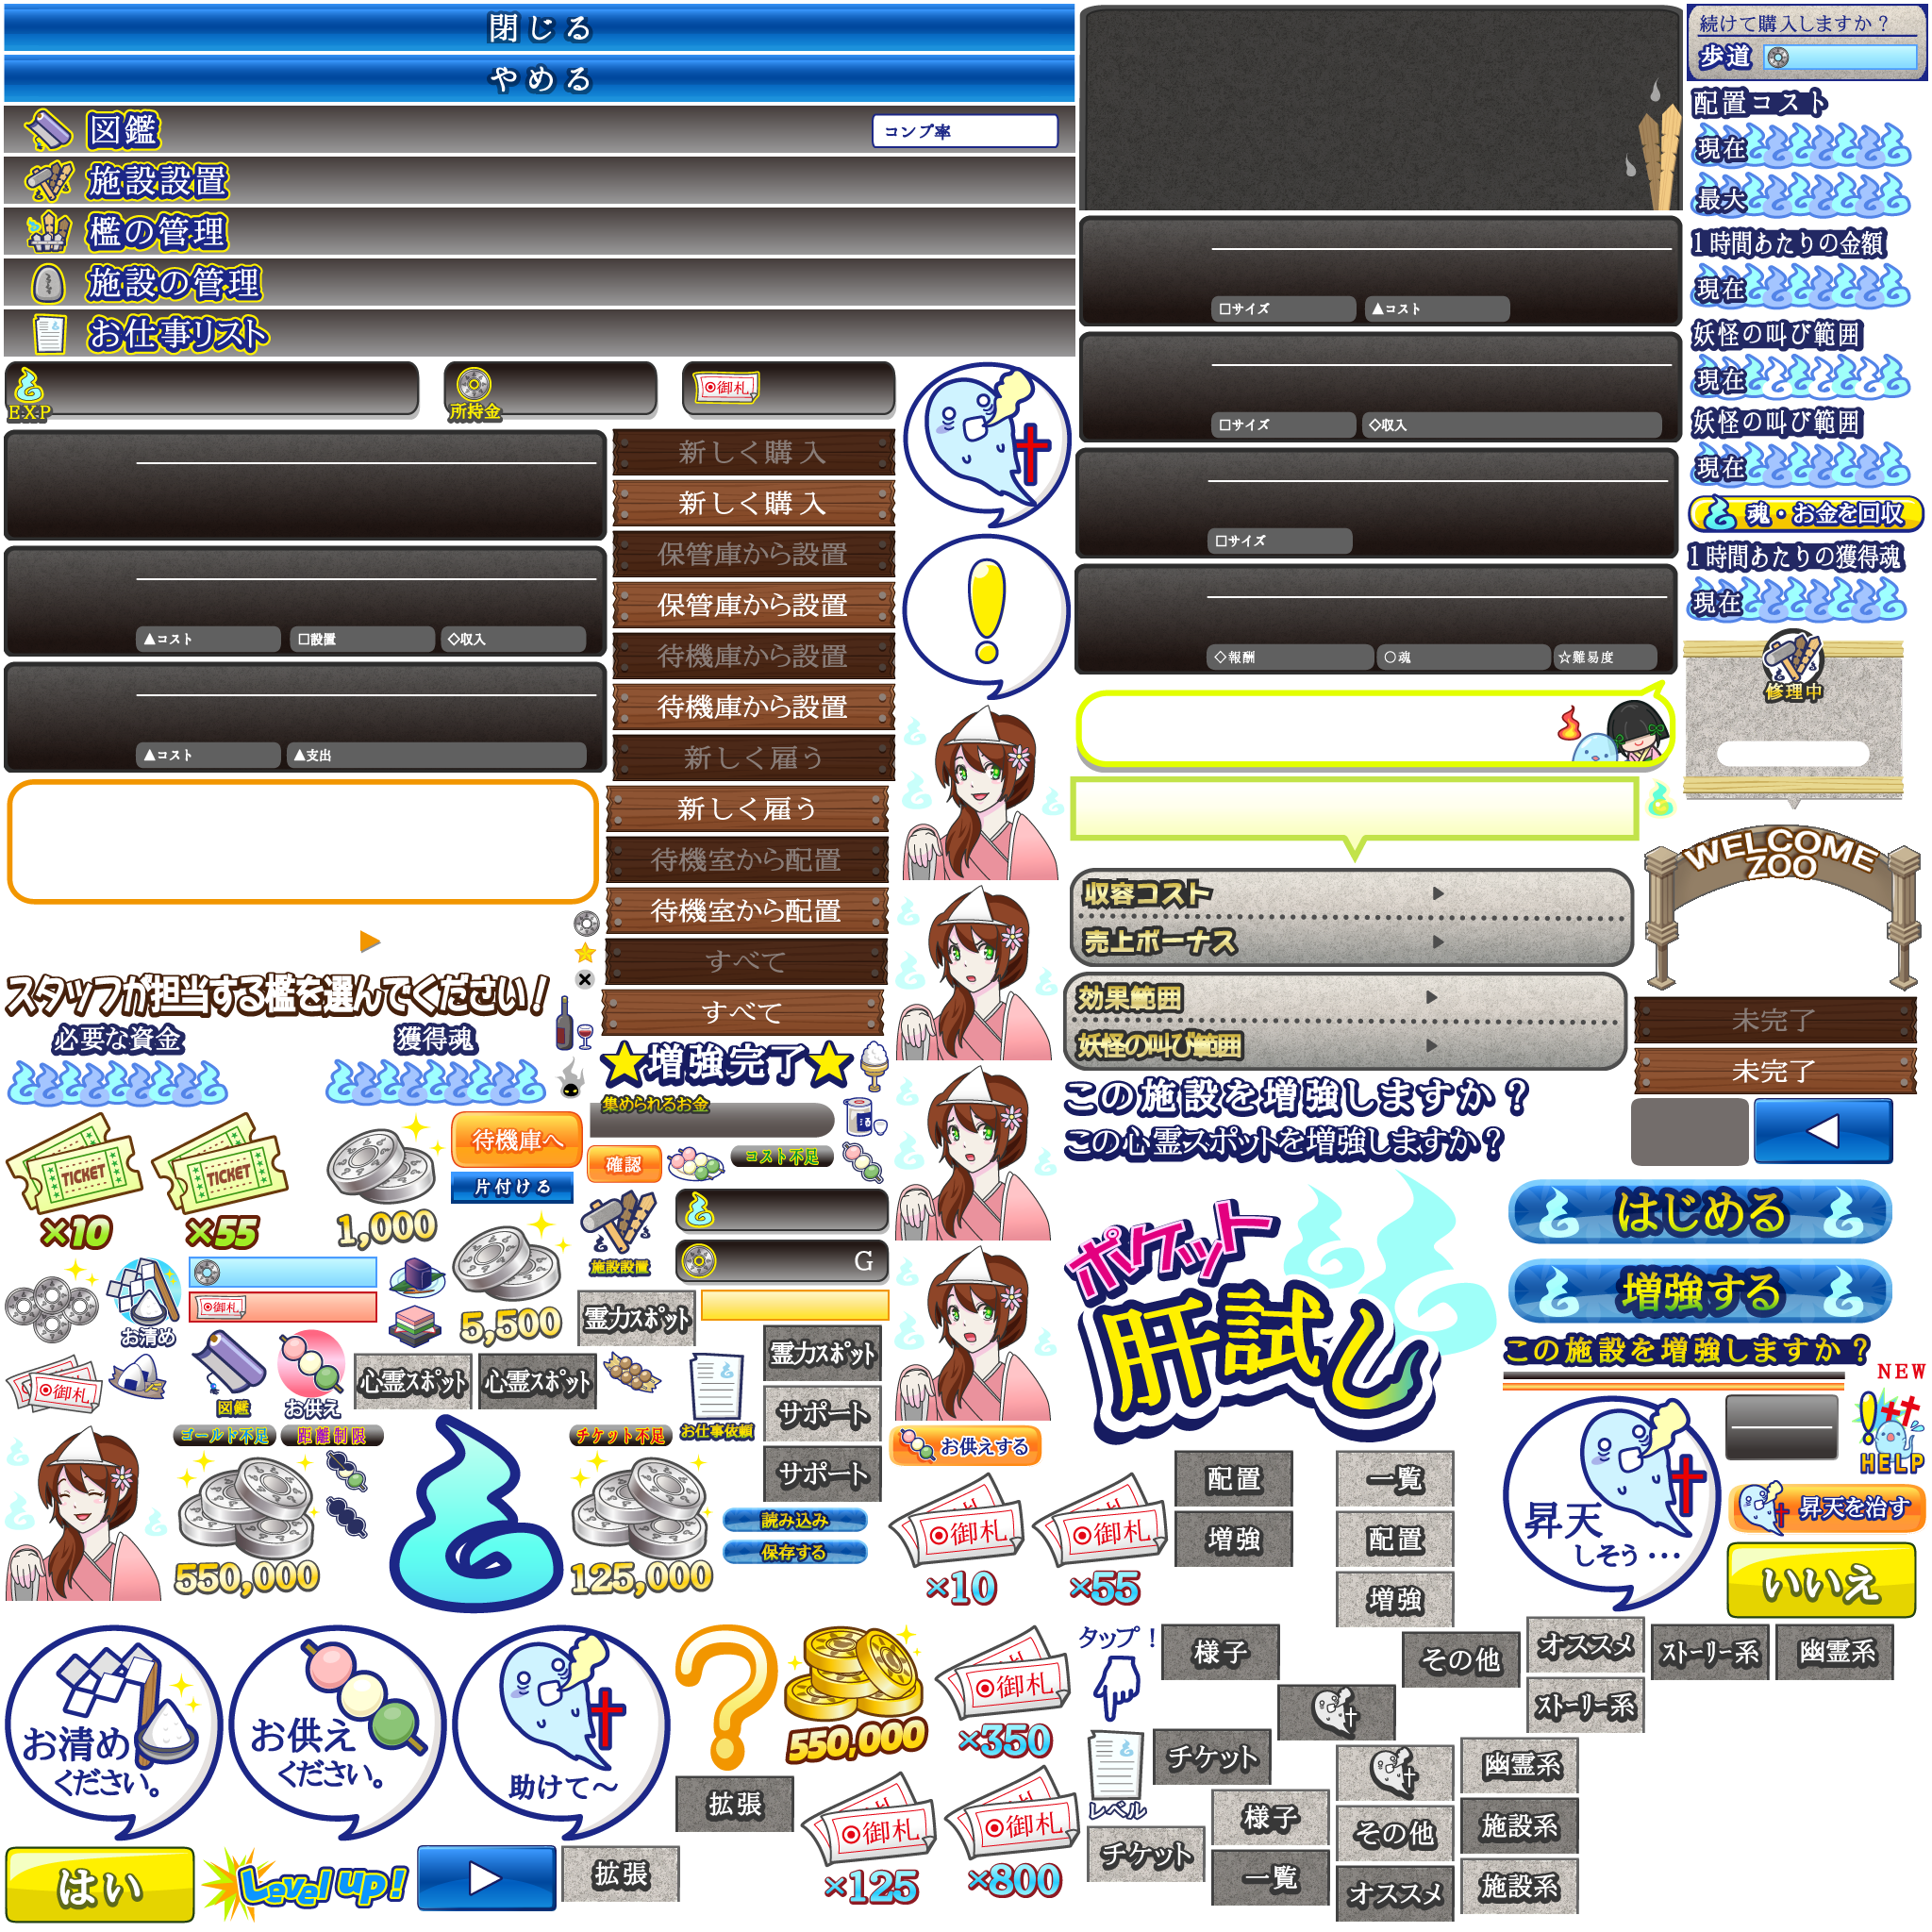 閉じる
やめる
図鑑
コンプ率
施設設置
檻の管理
施設の管理
お仕事リスト
E·X·P
所持金
御札
新しく購入
新しく購入
保管庫から設置
保管庫から設置
待機庫から設置
待機庫から設置
新しく雇う
新しく雇う
待機室から配置
待機室から配置
すべて
すべて
▲コスト
□設置
◇収入
▲コスト
▲支出
スタッフが担当する檻を選んでください!
必要な資金
獲得魂
★増強完了★
集められるお金
□サイズ
▲コスト
□サイズ
◇収入
□サイズ
◇報酬
○魂
☆難易度
続けて購入しますか?
歩道
配置コスト
現在
最大
1時間あたりの金額
現在
妖怪の叫び範囲
現在
妖怪の叫び範囲
現在
魂・お金を回収
1時間あたりの獲得魂
現在
修理中
WELCOME
ZOO
収容コスト
売上ボーナス
効果範囲
妖怪の叫び範囲
未完了
未完了
この施設を増強しますか?
この心霊スポットを増強しますか?
TICKET
×10
TICKET
×55
1,000
待機庫へ
片付ける
確認
コスト不足
施設設置
G
5,500
お清め
御札
御札
図鑑
お供え
心霊スポット
心霊スポット
霊力スポット
霊力スポット
サポート
サポート
お仕事依頼
ゴールド不足
距離制限
チケット不足
550,000
125,000
読み込み
保存する
お供えする
ポケット
肝試し
はじめる
増強する
この施設を増強しますか?
NEW
HELP
昇天
しそう…
昇天を治す
いいえ
御札
×10
御札
×55
配置
増強
一覧
配置
増強
お清め
ください。
お供え
ください。
助けて～
550,000
御札
×350
タップ!
様子
その他
オススメ
ストーリー系
幽霊系
ストーリー系
チケット
レベル
拡張
御札
×125
御札
×800
幽霊系
様子
その他
施設系
チケット
一覧
オススメ
施設系
はい
Level up!
拡張